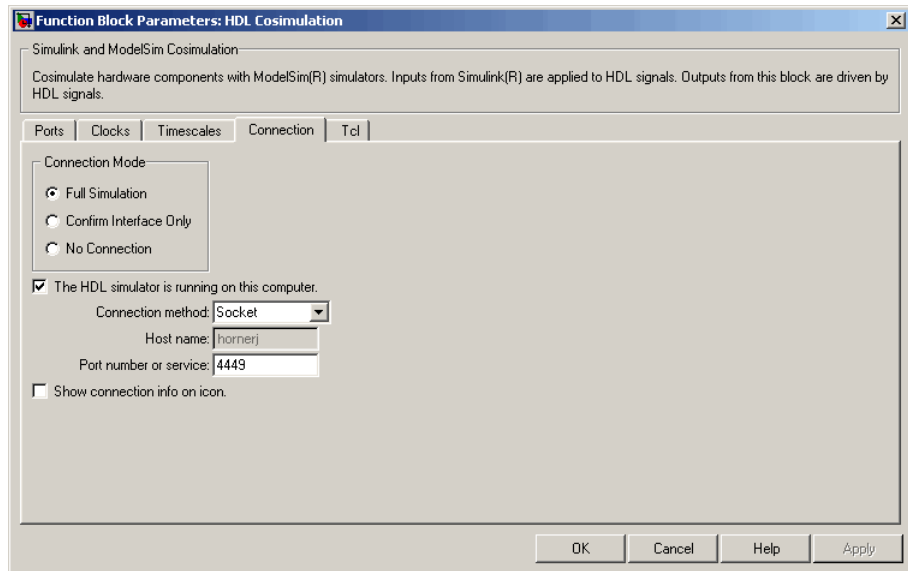 Function Block Parameters: HDL Cosimulation
Simulink and ModelSim Cosimulation
Cosimulate hardware components with ModelSim(R) simulators. Inputs from Simulink(R) are applied to HDL signals. Outputs from this block are driven by
HDL signals.
Ports Clocks Timescales Connection Tcl
Connection Mode
Full Simulation
Confirm Interface Only
No Connection
The HDL simulator is running on this computer.
Connection method: Socket
Host name: hornerj
Port number or service: 4449
Show connection info on icon.
OK Cancel Help Apply